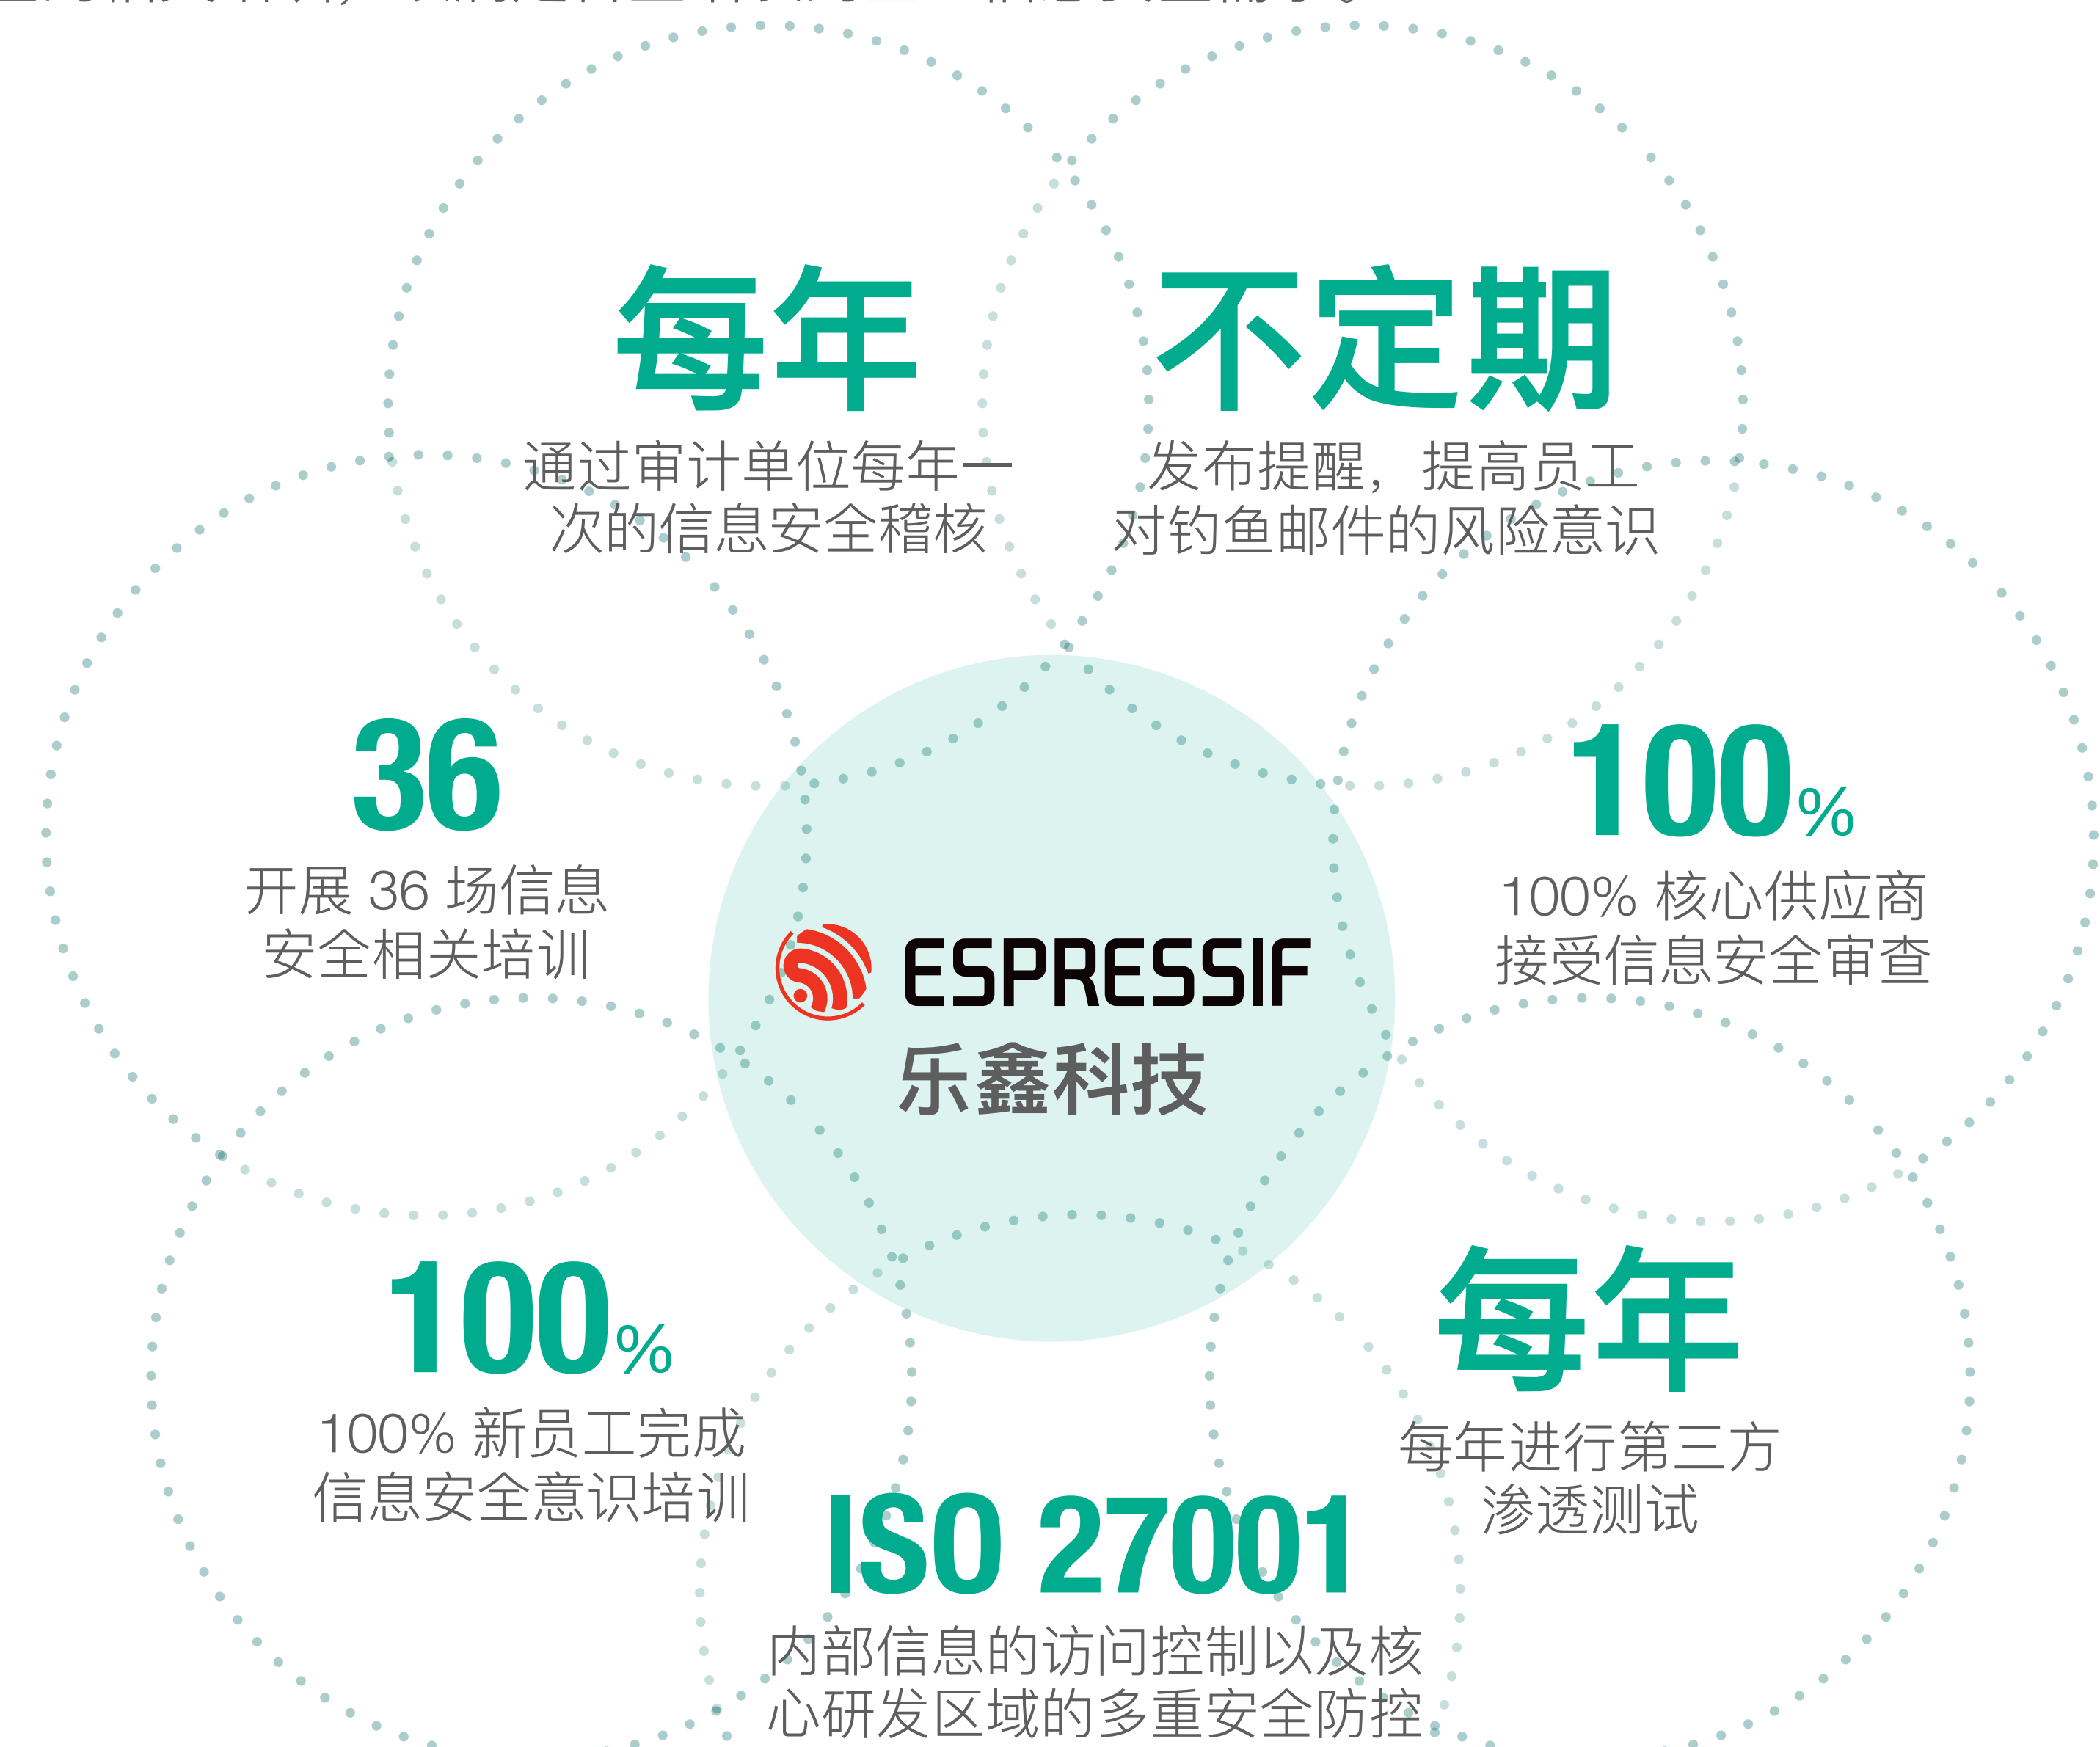 每年
通过审计单位每年一
次的信息安全稽核
不定期
发布提醒，提高员工
对钓鱼邮件的风险意识
36
开展 36 场信息
安全相关培训
100%
100% 核心供应商
接受信息安全审查
ESPRESSIF
乐鑫科技
100%
100% 新员工完成
信息安全意识培训
每年
每年进行第三方
渗透测试
ISO 27001
内部信息的访问控制以及核
心研发区域的多重安全防控